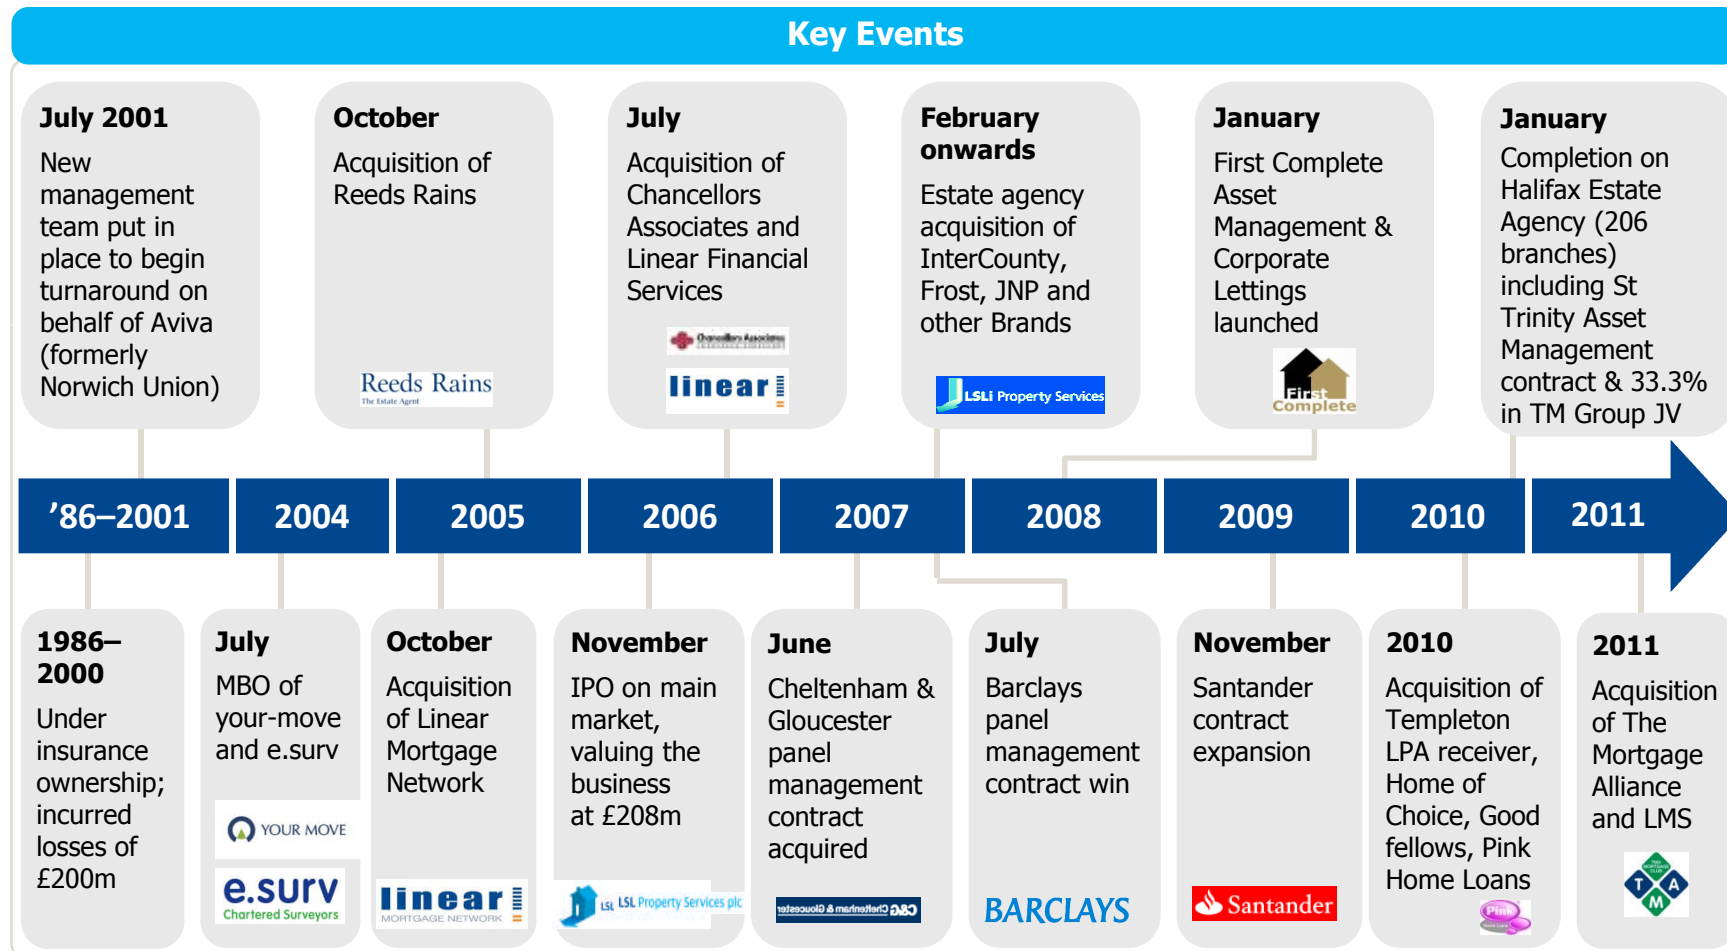 Key Events
July 2001
New
management
team put in
place to begin
turnaround on
behalf of Aviva
(formerly
Norwich Union)
October
Acquisition of
Reeds Rains
Reeds Rains
The Estate Agent
July
Acquisition of
Chancellors
Associates and
Linear Financial
Services
Chancellors Associates
linear
February
onwards
Estate agency
acquisition of
InterCounty,
Frost, JNP and
other Brands
LSLi Property Services
January
First Complete
Asset
Management &
Corporate
Lettings
launched
First
Complete
January
Completion on
Halifax Estate
Agency (206
branches)
including St
Trinity Asset
Management
contract & 33.3%
in TM Group JV
'86–2001
2004
2005
2006
2007
2008
2009
2010
2011
1986–
2000
Under
insurance
ownership;
incurred
losses of
£200m
July
MBO of
your-move
and e.surv
YOUR MOVE
e.surv
Chartered Surveyors
October
Acquisition
of Linear
Mortgage
Network
linear
MORTGAGE NETWORK
November
IPO on main
market,
valuing the
business
at £208m
LSL LSL Property Services plc
June
Cheltenham &
Gloucester
panel
management
contract
acquired
C&G Cheltenham & Gloucester
July
Barclays
panel
management
contract win
BARCLAYS
November
Santander
contract
expansion
Santander
2010
Acquisition of
Templeton
LPA receiver,
Home of
Choice, Good
fellows, Pink
Home Loans
Pink
2011
Acquisition
of The
Mortgage
Alliance
and LMS
TMA
MORTGAGE
CLUB
T A
M